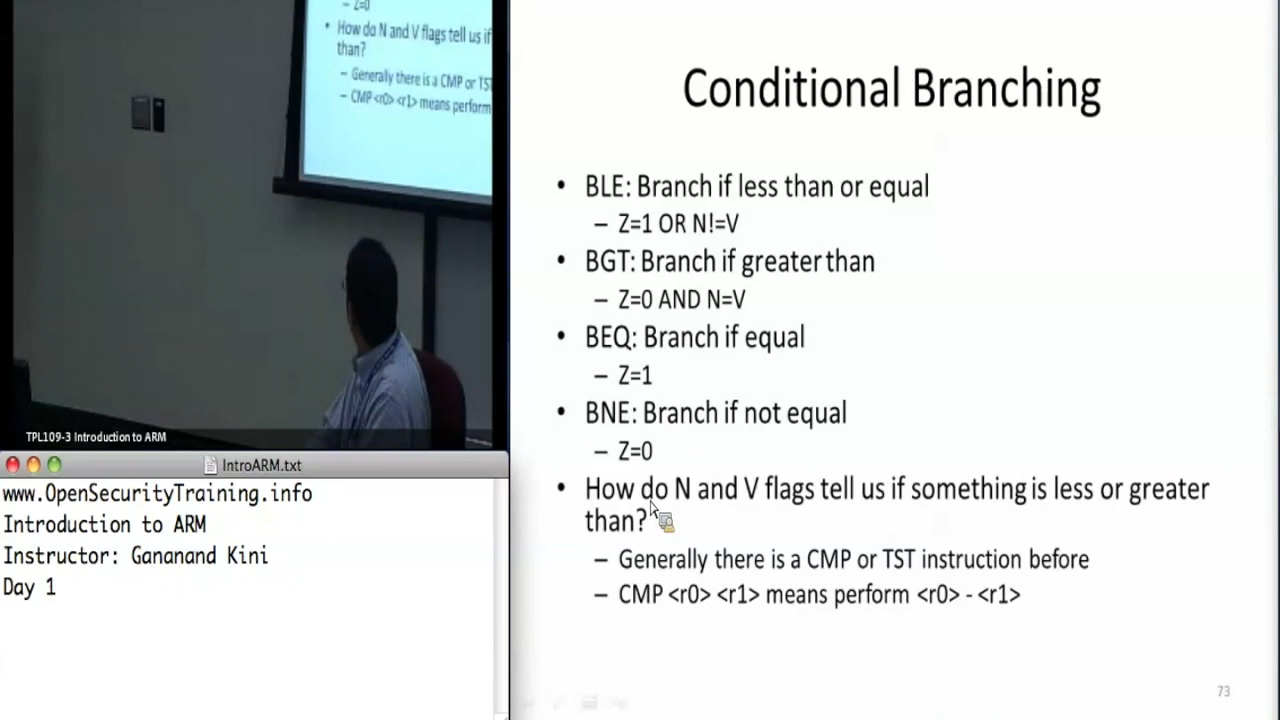 Z=0
• How do N and V flags tell us if
than?
– Generally there is a CMP or TS
– CMP <r0> <r1> means perform
TPL109-3 Introduction to ARM
IntroARM.txt
www.OpenSecurityTraining.info
Introduction to ARM
Instructor: Gananand Kini
Day 1
Conditional Branching
• BLE: Branch if less than or equal
– Z=1 OR N!=V
• BGT: Branch if greater than
– Z=0 AND N=V
• BEQ: Branch if equal
– Z=1
• BNE: Branch if not equal
– Z=0
• How do N and V flags tell us if something is less or greater
than?
– Generally there is a CMP or TST instruction before
– CMP <r0> <r1> means perform <r0> - <r1>
73